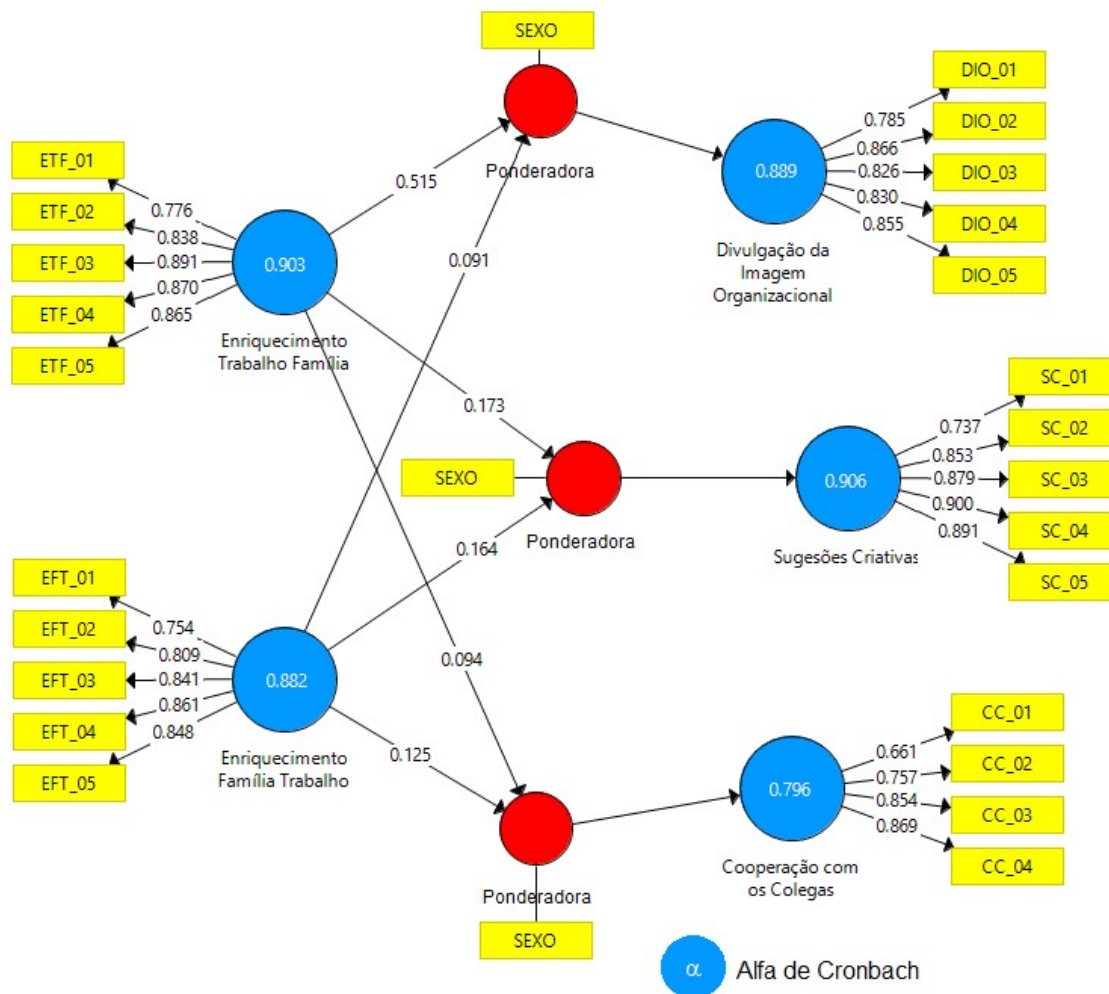 SEXO
Ponderadora
ETF_01
ETF_02
ETF_03
ETF_04
ETF_05
0.776
0.838
0.891
0.870
0.865
0.903
Enriquecimento
Trabalho Família
0.515
0.091
0.173
0.889
Divulgação da
Imagem
Organizacional
0.785
0.866
0.826
0.830
0.855
DIO_01
DIO_02
DIO_03
DIO_04
DIO_05
SEXO
Ponderadora
0.164
0.094
0.906
Sugesões Criativas
0.737
0.853
0.879
0.900
0.891
SC_01
SC_02
SC_03
SC_04
SC_05
EFT_01
EFT_02
EFT_03
EFT_04
EFT_05
0.754
0.809
0.841
0.861
0.848
0.882
Enriquecimento
Família Trabalho
0.125
Ponderadora
SEXO
0.796
Cooperação com
os Colegas
0.661
0.757
0.854
0.869
CC_01
CC_02
CC_03
CC_04
α Alfa de Cronbach